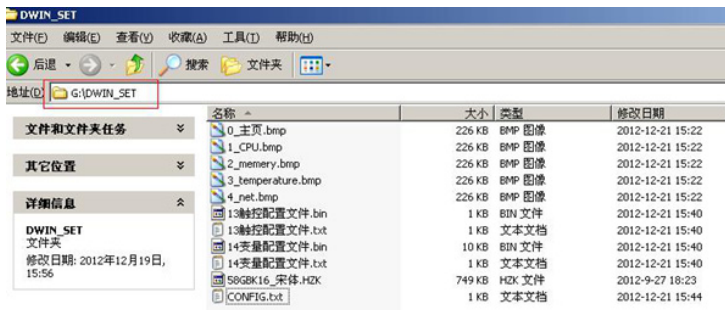 DWIN_SET
文件(F) 编辑(E) 查看(V) 收藏(A) 工具(T) 帮助(H)
后退 搜索 文件夹
地址(D) G:\DWIN_SET
名称 大小 类型 修改日期
文件和文件夹任务
其它位置
详细信息
DWIN_SET
文件夹
修改日期: 2012年12月19日,
15:56
0_主页.bmp 226 KB BMP 图像 2012-12-21 15:22
1_CPU.bmp 226 KB BMP 图像 2012-12-21 15:22
2_memery.bmp 226 KB BMP 图像 2012-12-21 15:22
3_temperature.bmp 226 KB BMP 图像 2012-12-21 15:22
4_net.bmp 226 KB BMP 图像 2012-12-21 15:22
13触控配置文件.bin 1 KB BIN 文件 2012-12-21 15:40
13触控配置文件.txt 1 KB 文本文档 2012-12-21 15:40
14变量配置文件.bin 10 KB BIN 文件 2012-12-21 15:40
14变量配置文件.txt 1 KB 文本文档 2012-12-21 15:40
58GBK16_宋体.HZK 749 KB HZK 文件 2012-9-27 18:23
CONFIG.txt 1 KB 文本文档 2012-12-21 15:44